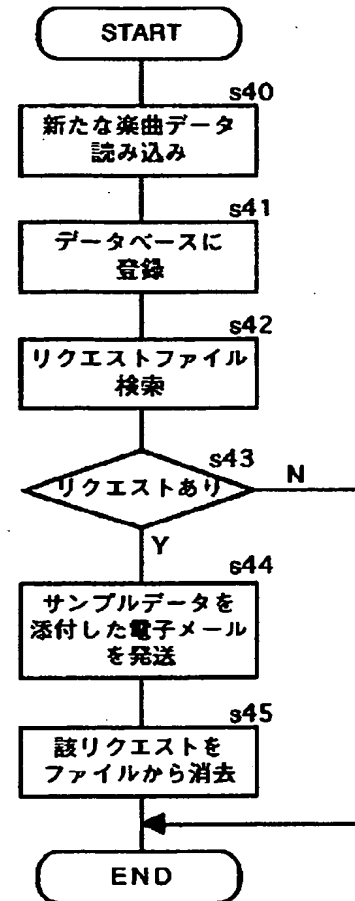 START
s40
新たな楽曲データ
読み込み
s41
データベースに
登録
s42
リクエストファイル
検索
s43
リクエストあり
N
Y
s44
サンプルデータを
添付した電子メール
を発送
s45
該リクエストを
ファイルから消去
END